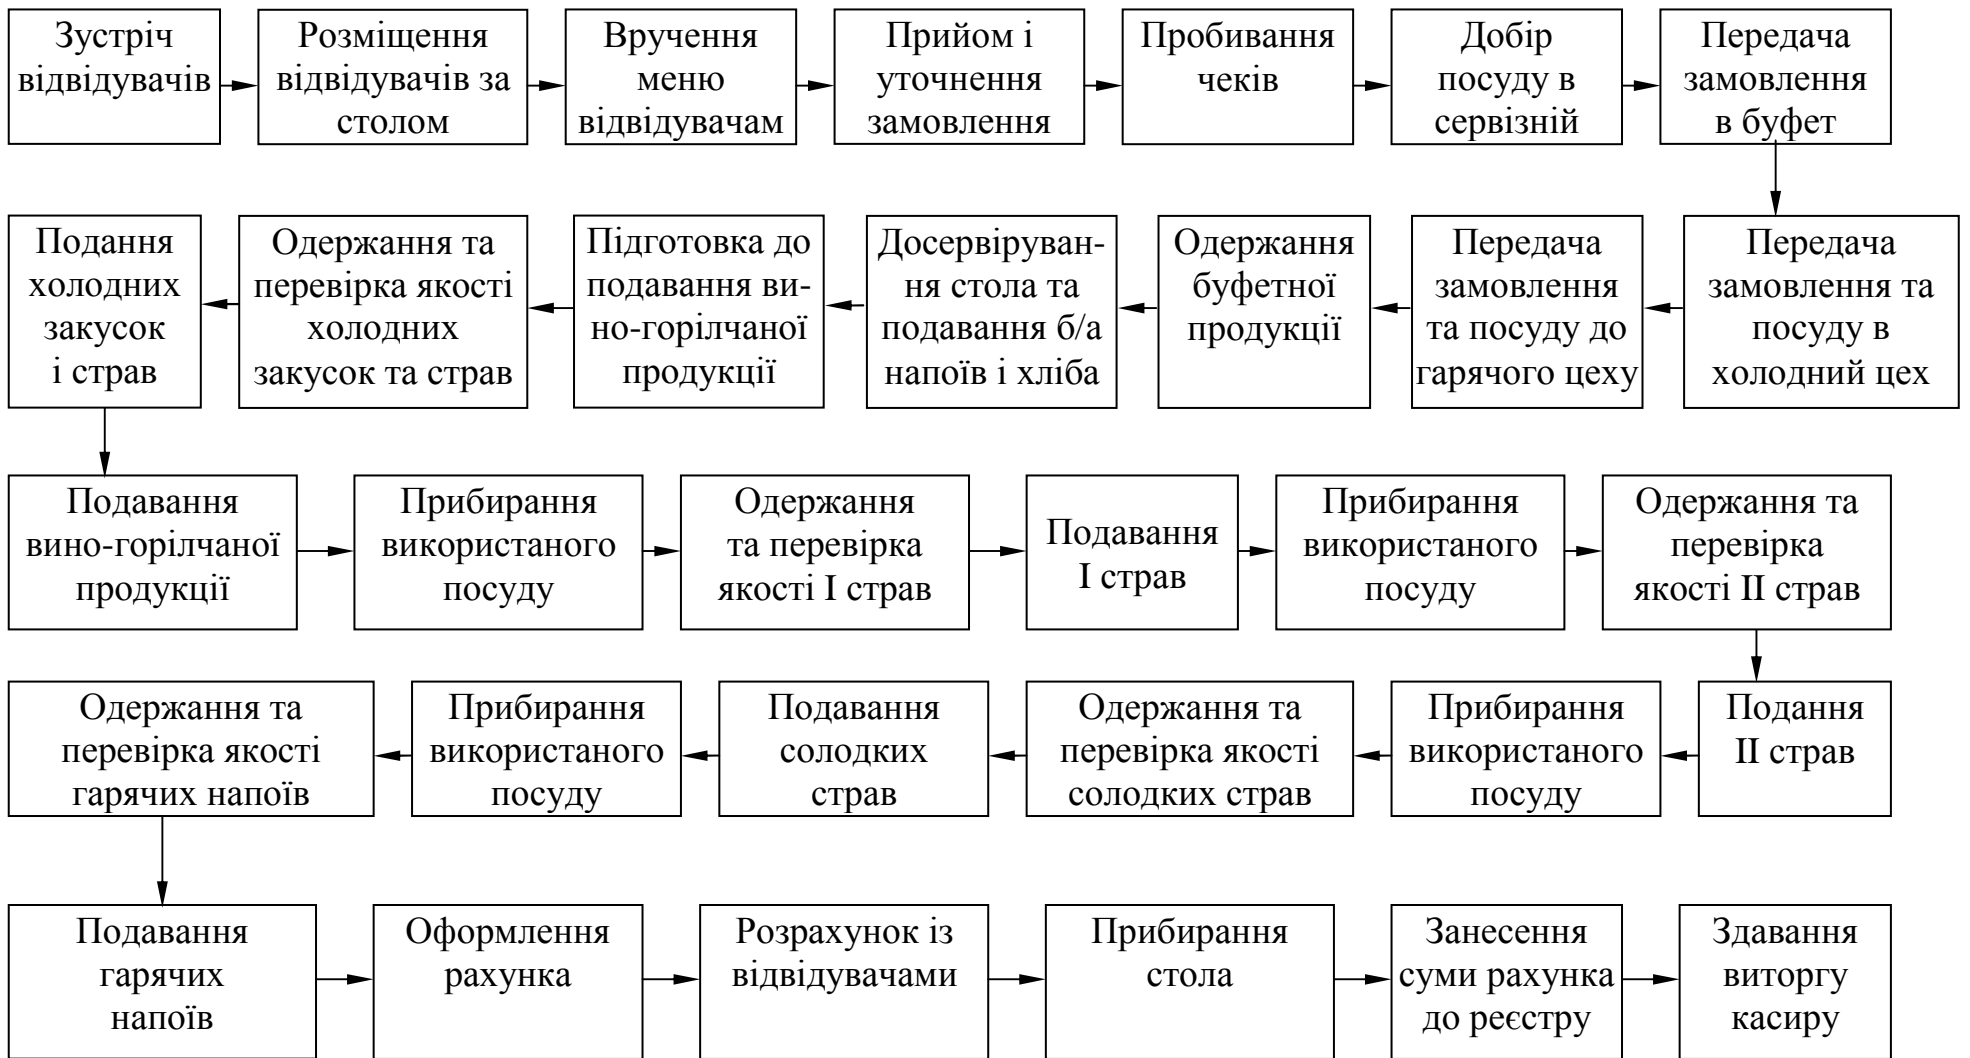 Зустріч
відвідувачів
Розміщення
відвідувачів за
столом
Вручення
меню
відвідувачам
Прийом і
уточнення
замовлення
Пробивання
чеків
Добір
посуду в
сервізній
Передача
замовлення
в буфет
Передача
замовлення та
посуду в
холодний цех
Передача
замовлення
та посуду до
гарячого цеху
Одержання
буфетної
продукції
Досервіруван-
ня стола та
подавання б/а
напоїв і хліба
Підготовка до
подавання ви-
но-горілчаної
продукції
Одержання та
перевірка якості
холодних
закусок та страв
Подання
холодних
закусок
і страв
Подавання
вино-горілчаної
продукції
Прибирання
використаного
посуду
Одержання
та перевірка
якості І страв
Подавання
І страв
Прибирання
використаного
посуду
Одержання та
перевірка
якості ІІ страв
Подання
ІІ страв
Прибирання
використаного
посуду
Одержання та
перевірка якості
солодких страв
Подавання
солодких
страв
Прибирання
використаного
посуду
Одержання та
перевірка якості
гарячих напоїв
Подавання
гарячих
напоїв
Оформлення
рахунка
Розрахунок із
відвідувачами
Прибирання
стола
Занесення
суми рахунка
до реєстру
Здавання
виторгу
касиру